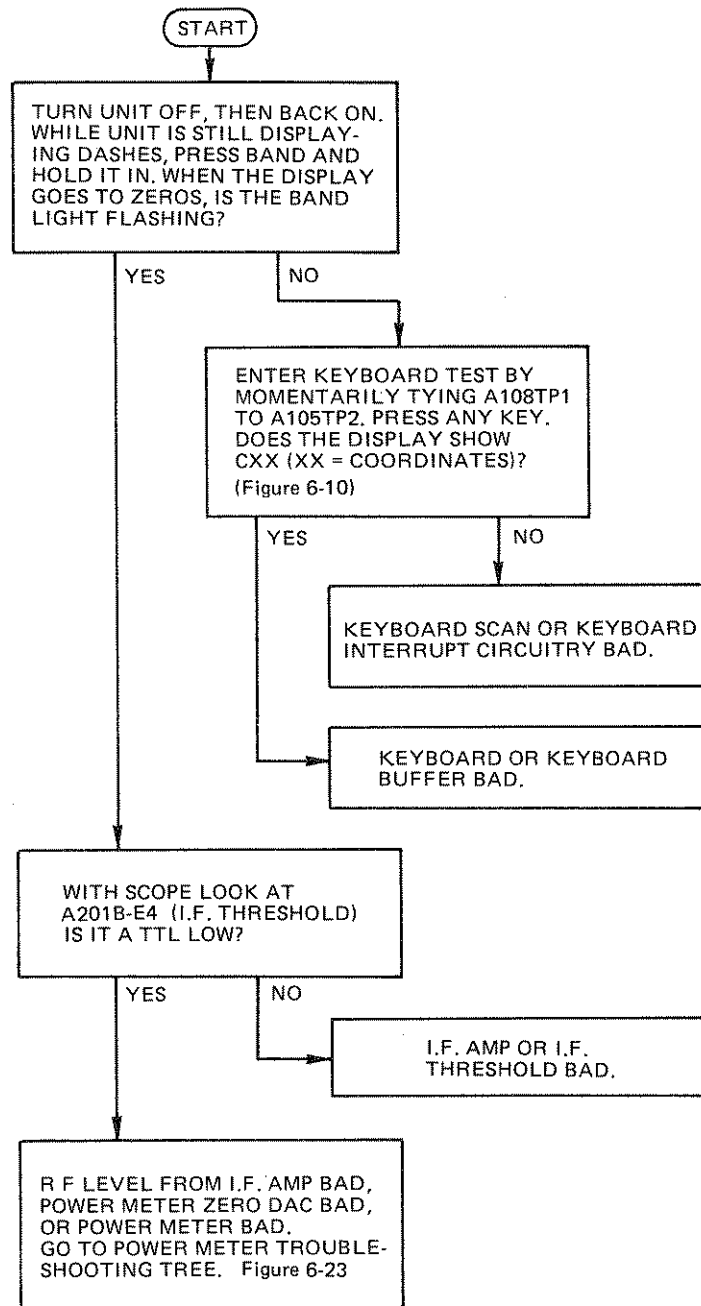 START
TURN UNIT OFF, THEN BACK ON.
WHILE UNIT IS STILL DISPLAY-
ING DASHES, PRESS BAND AND
HOLD IT IN. WHEN THE DISPLAY
GOES TO ZEROS, IS THE BAND
LIGHT FLASHING?
YES
NO
ENTER KEYBOARD TEST BY
MOMENTARILY TYING A108TP1
TO A105TP2. PRESS ANY KEY.
DOES THE DISPLAY SHOW
CXX (XX = COORDINATES)?
(Figure 6-10)
YES
NO
KEYBOARD SCAN OR KEYBOARD
INTERRUPT CIRCUITRY BAD.
KEYBOARD OR KEYBOARD
BUFFER BAD.
WITH SCOPE LOOK AT
A201B-E4 (I.F. THRESHOLD)
IS IT A TTL LOW?
YES
NO
I.F. AMP OR I.F.
THRESHOLD BAD.
R F LEVEL FROM I.F. AMP BAD,
POWER METER ZERO DAC BAD,
OR POWER METER BAD.
GO TO POWER METER TROUBLE-
SHOOTING TREE. Figure 6-23